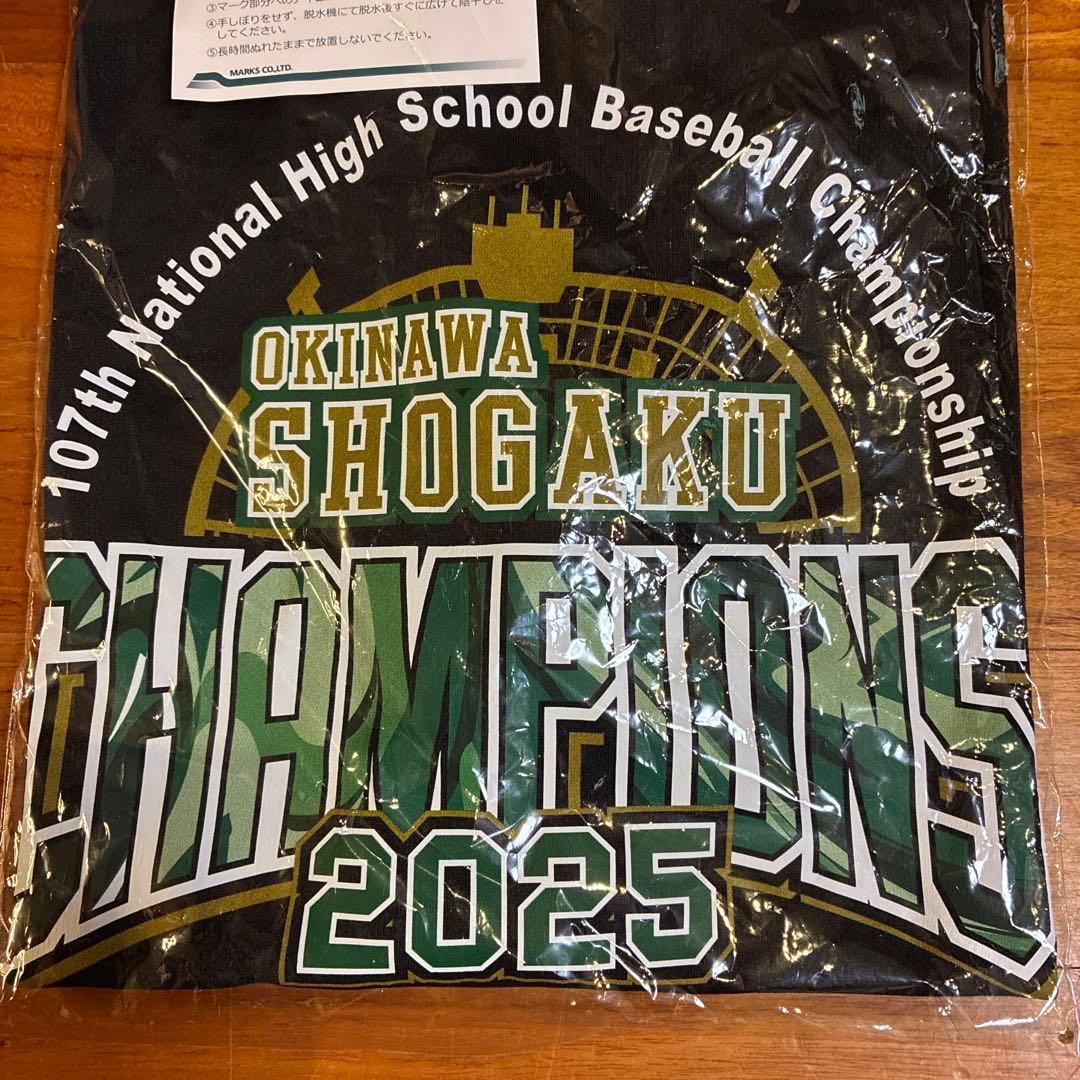 ③マーク部分への
④手しぼりをせず、脱水機にて脱水後すぐに広げて陰干しを
してください。
⑤長時間ぬれたままで放置しないでください。
MARKS CO.,LTD.
107th National High School Baseball Championship
OKINAWA
SHOGAKU
CHAMPIONS
2025